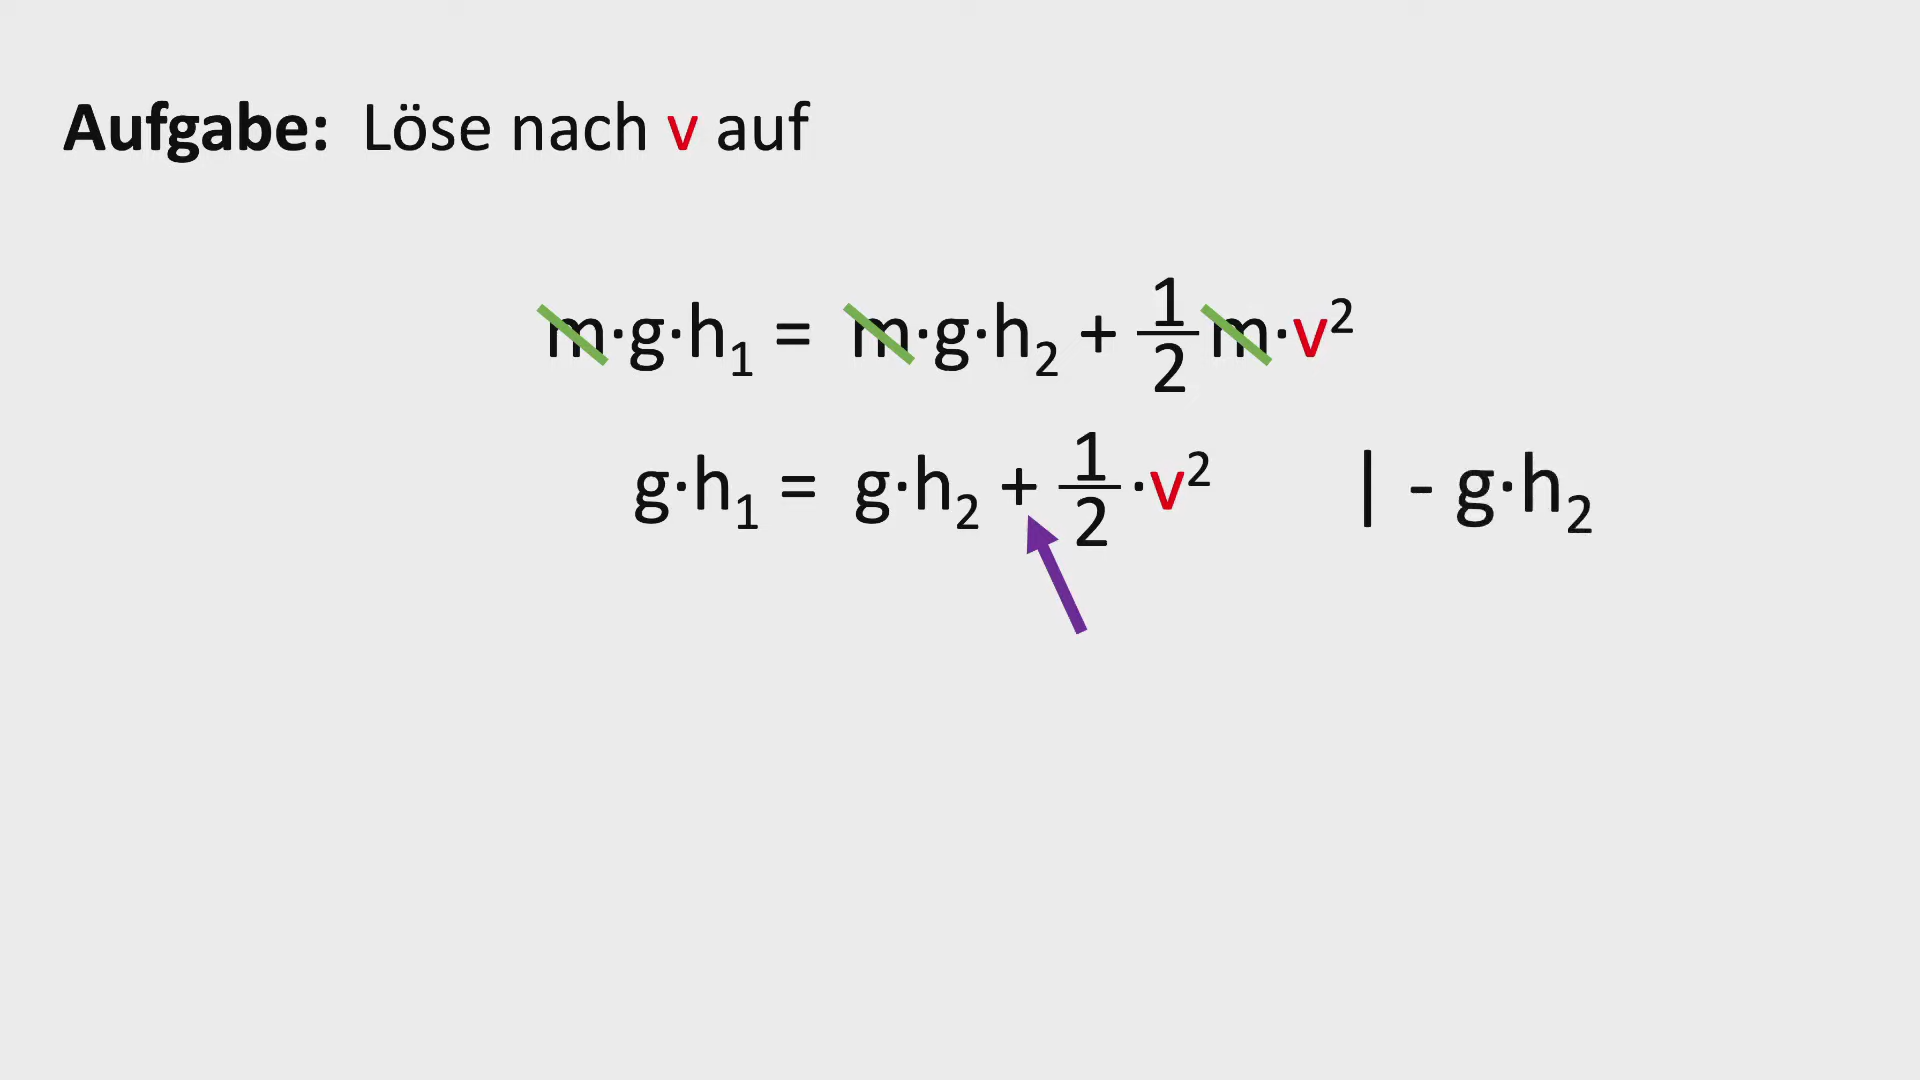 Aufgabe: Löse nach v auf
m·g·h₁ = m·g·h₂ + 1/2 m·v²
g·h₁ = g·h₂ + 1/2 ·v² | - g·h₂